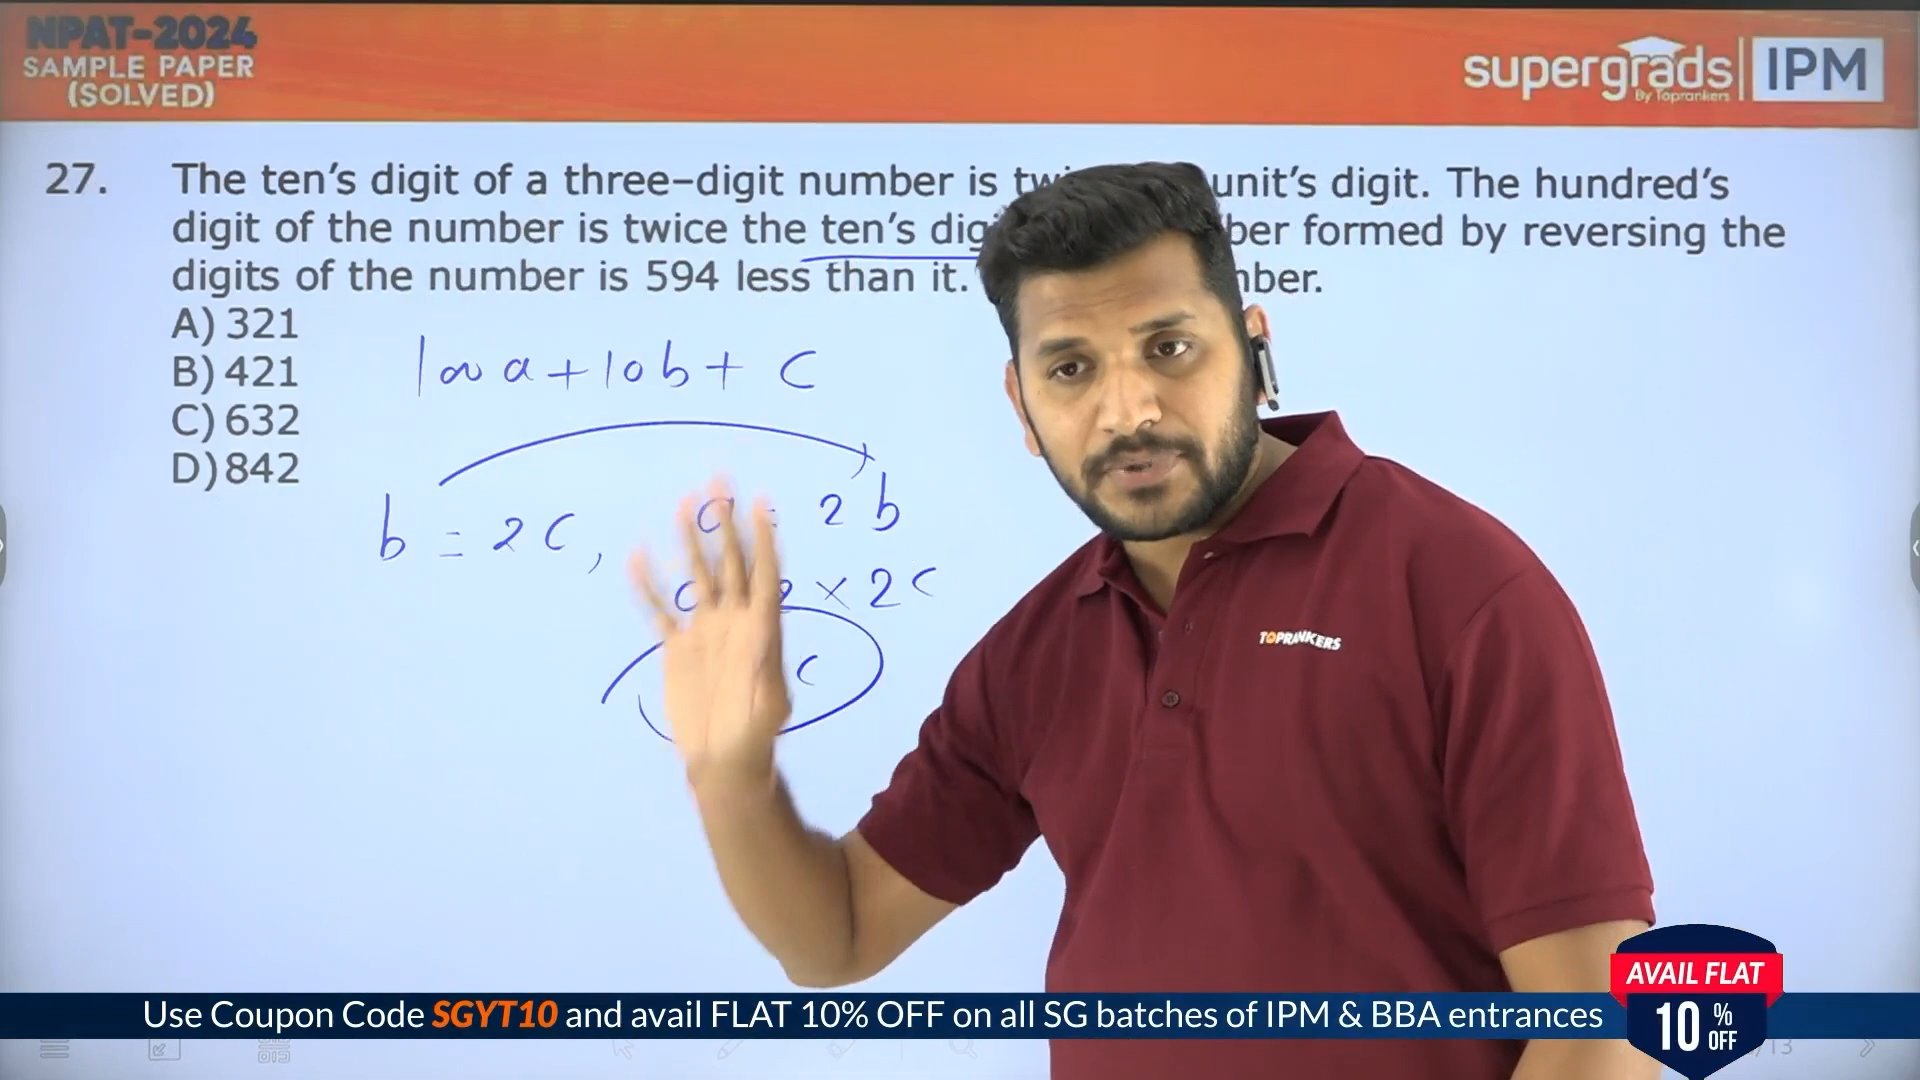 NPAT-2024
SAMPLE PAPER
(SOLVED)
supergrads
By Toprankers
IPM
27. The ten's digit of a three-digit number is unit's digit. The hundred's
digit of the number is twice the ten's formed by reversing the
digits of the number is 594 less than it.
A) 321
B) 421
C) 632
D) 842
100a + 10b + c
b = 2c, a = 2b
× 2c
c
TOPRANKERS
AVAIL FLAT
10% OFF
Use Coupon Code SGYT10 and avail FLAT 10% OFF on all SG batches of IPM & BBA entrances